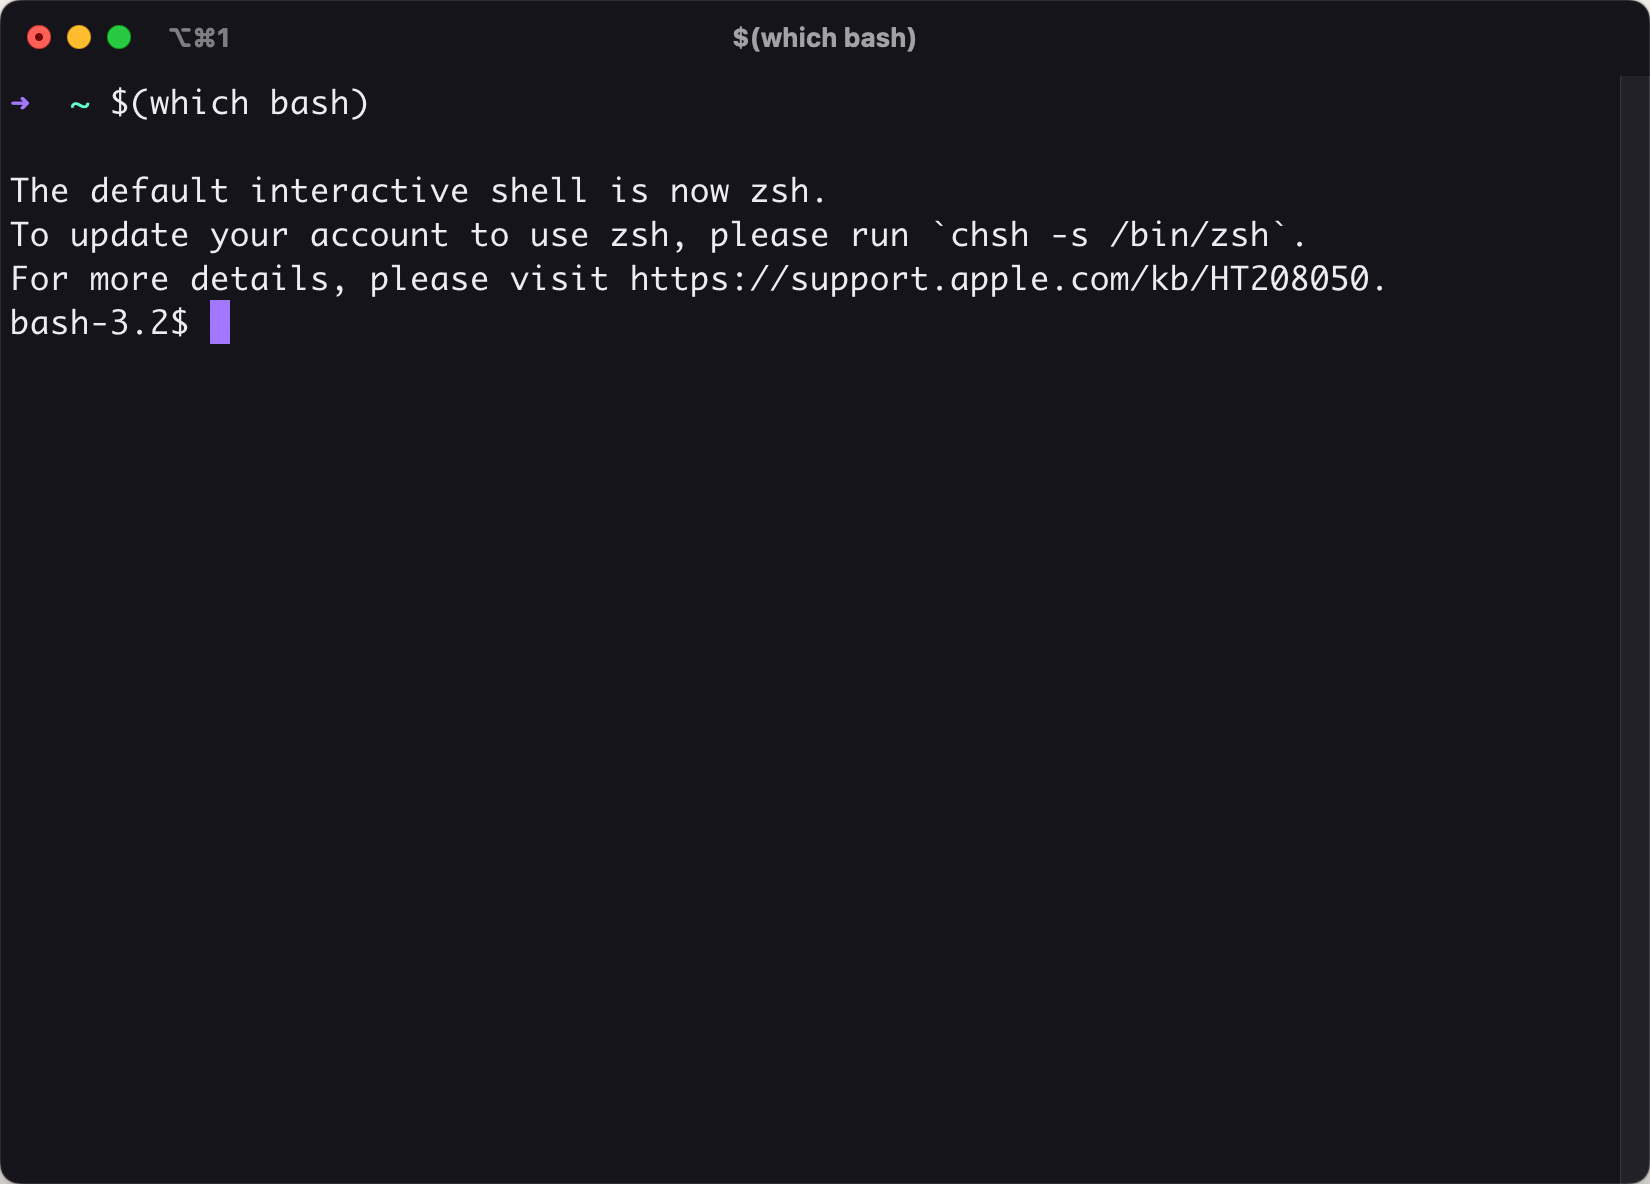 ⌥⌘1 $(which bash)
➜ ~ $(which bash)
The default interactive shell is now zsh.
To update your account to use zsh, please run `chsh -s /bin/zsh`.
For more details, please visit https://support.apple.com/kb/HT208050.
bash-3.2$